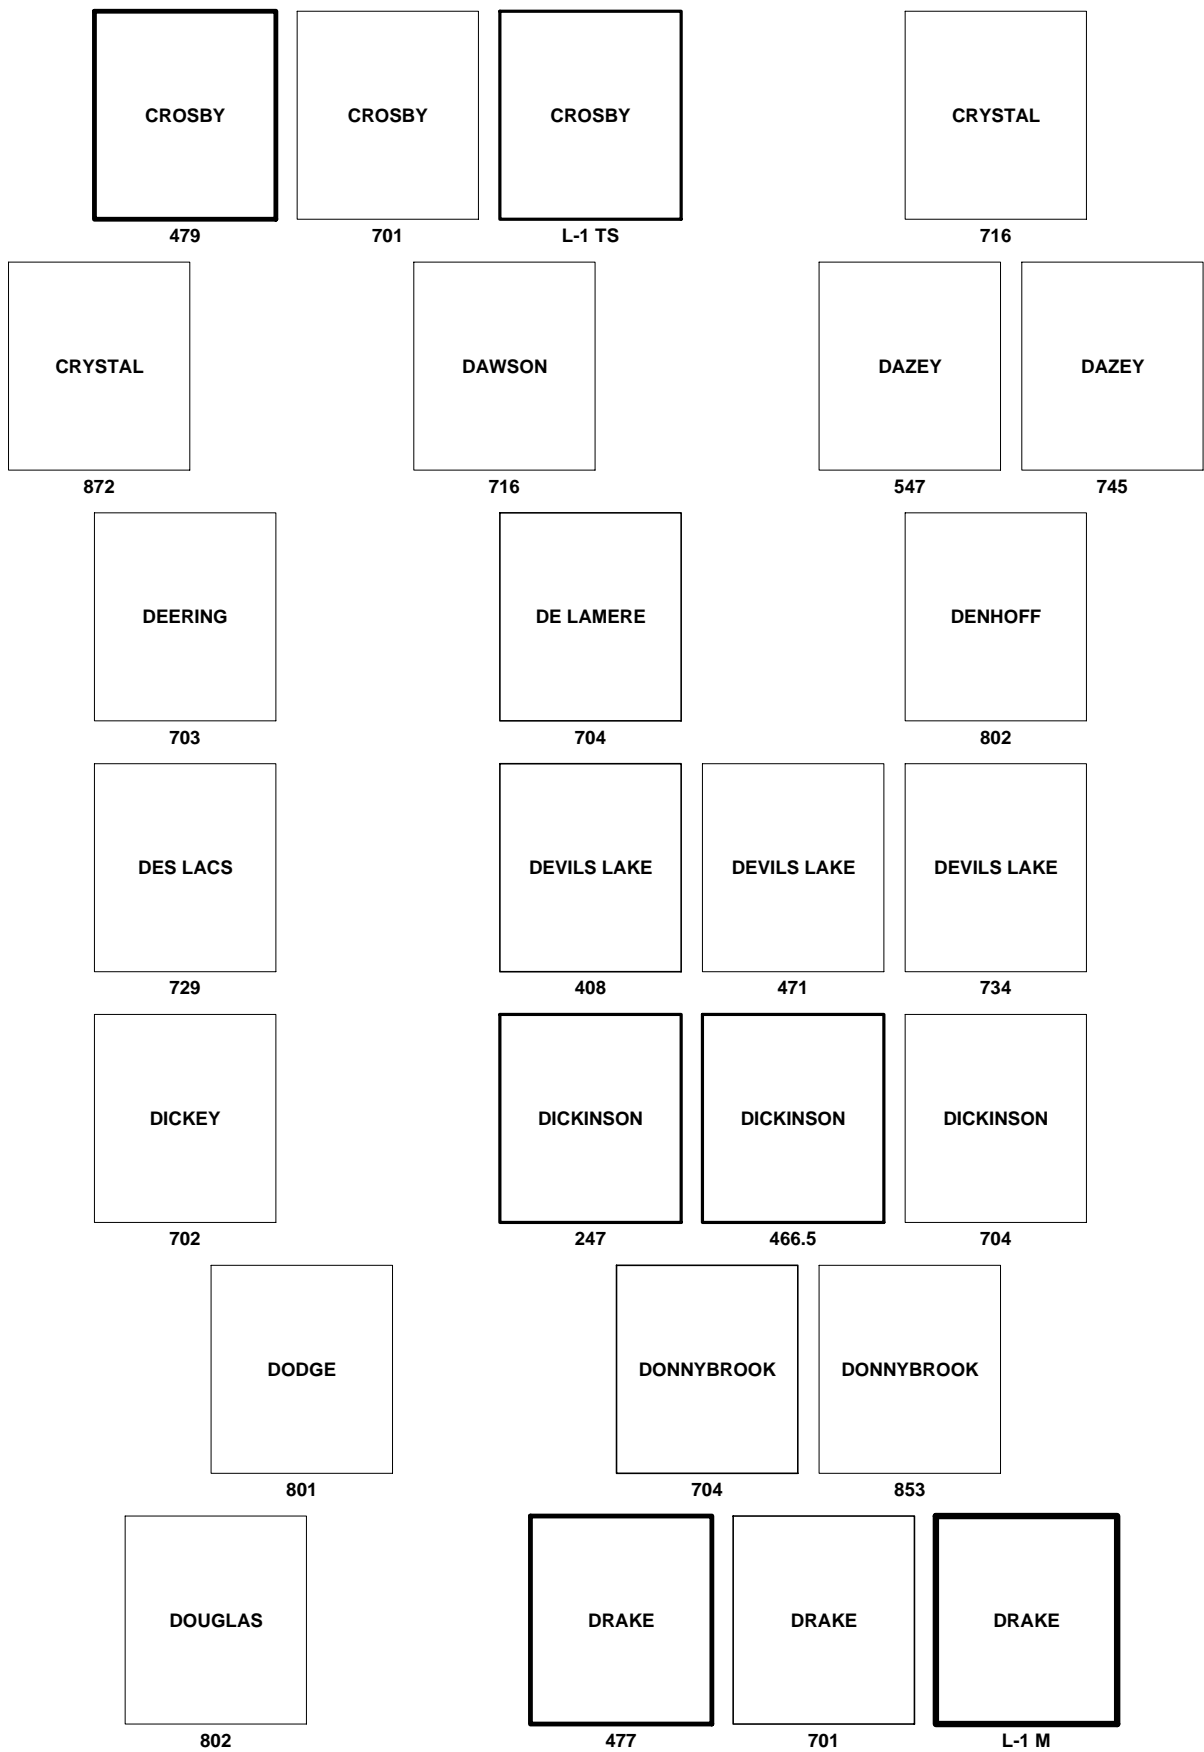 CROSBY CROSBY CROSBY CRYSTAL
479 701 L-1 TS 716
CRYSTAL DAWSON DAZEY DAZEY
872 716 547 745
DEERING DE LAMERE DENHOFF
703 704 802
DES LACS DEVILS LAKE DEVILS LAKE DEVILS LAKE
729 408 471 734
DICKEY DICKINSON DICKINSON DICKINSON
702 247 466.5 704
DODGE DONNYBROOK DONNYBROOK
801 704 853
DOUGLAS DRAKE DRAKE DRAKE
802 477 701 L-1 M